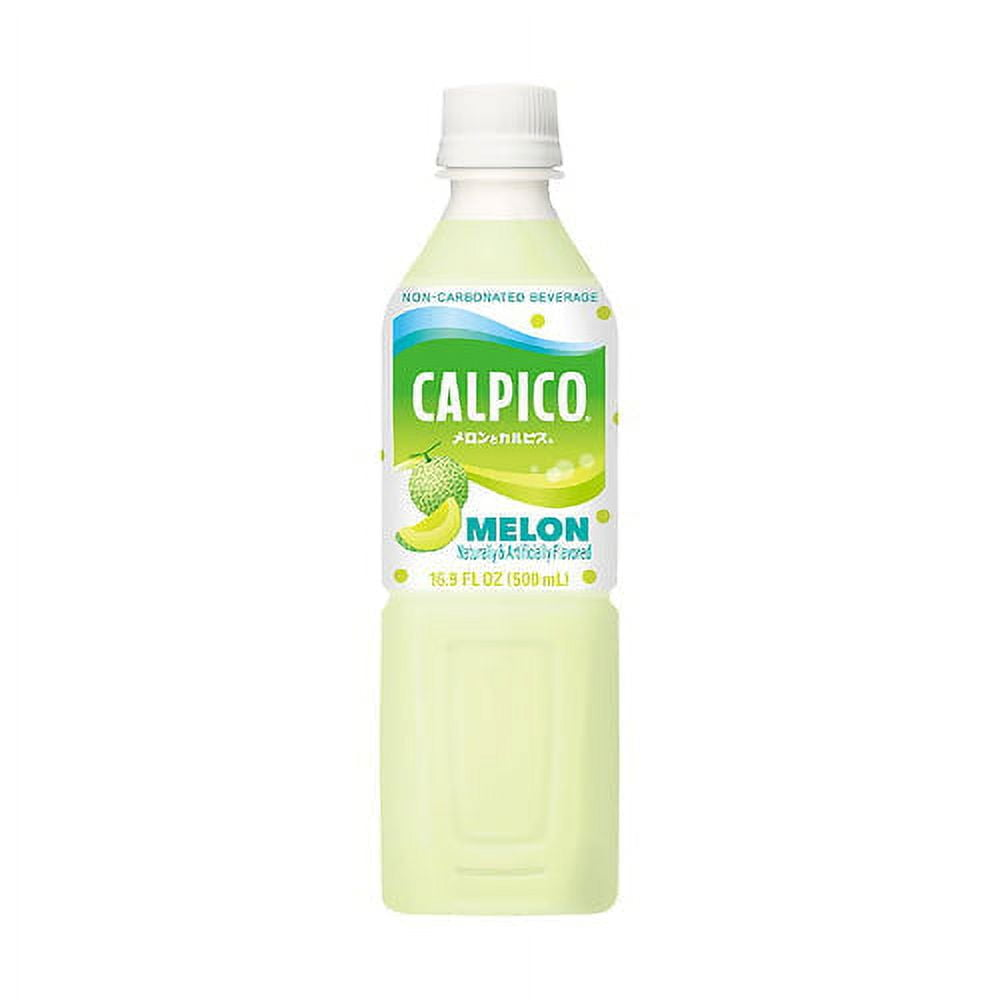 NON-CARBONATED BEVERAGE
CALPICO®
メロンとカルピス®
MELON
Naturally & Artificially Flavored
16.9 FL OZ (500 mL)